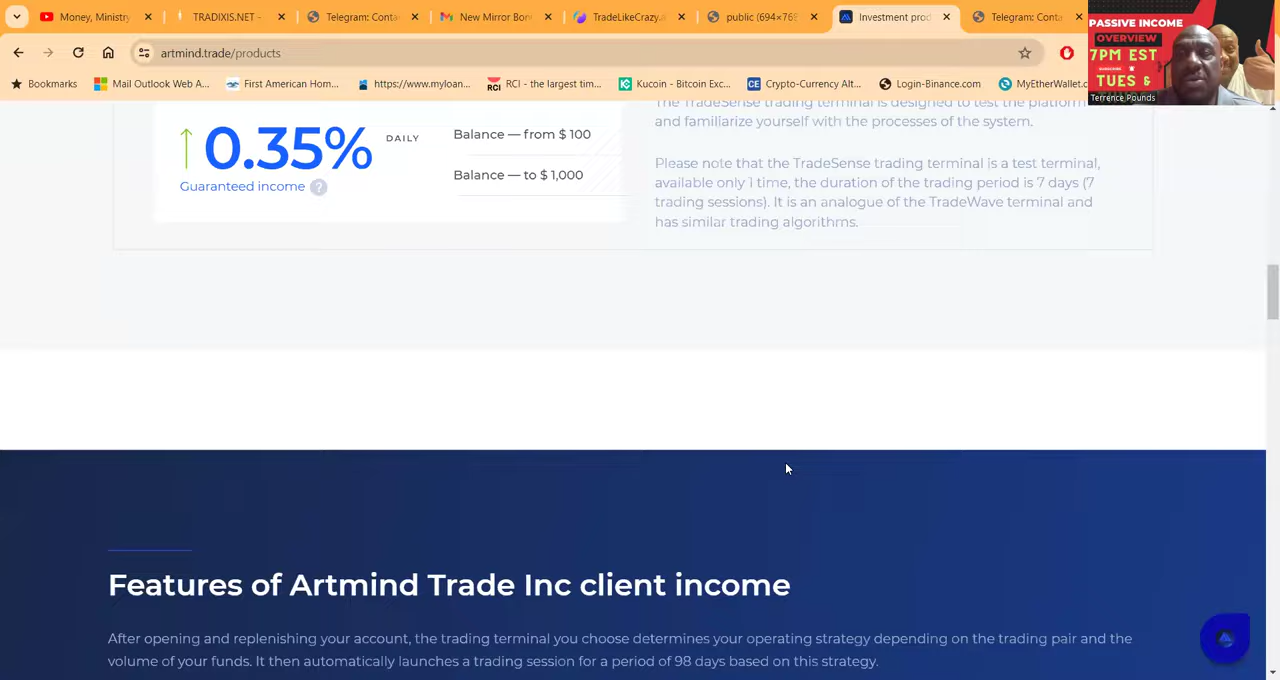 Money, Ministry
TRADIXIS.NET -
Telegram: Conta
New Mirror Bon
TradeLikeCrazy.a
public (694×768
Investment prod
Telegram: Conta
artmind.trade/products
Bookmarks
Mail Outlook Web A...
First American Hom...
https://www.myloan...
RCI - the largest tim...
Kucoin - Bitcoin Exc...
Crypto-Currency Alt...
Login-Binance.com
MyEtherWallet.c
PASSIVE INCOME
OVERVIEW
7PM EST
TUES &
Terrence Pounds
0.35%
DAILY
Guaranteed income ?
Balance — from $ 100
Balance — to $ 1,000
The TradeSense trading terminal is designed to test the platform
and familiarize yourself with the processes of the system.
Please note that the TradeSense trading terminal is a test terminal,
available only 1 time, the duration of the trading period is 7 days (7
trading sessions). It is an analogue of the TradeWave terminal and
has similar trading algorithms.
Features of Artmind Trade Inc client income
After opening and replenishing your account, the trading terminal you choose determines your operating strategy depending on the trading pair and the
volume of your funds. It then automatically launches a trading session for a period of 98 days based on this strategy.